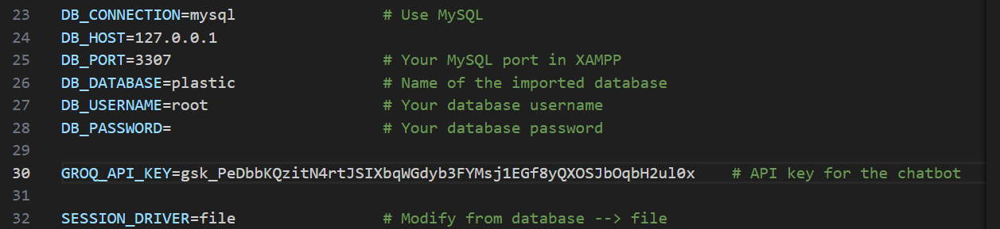 23 DB_CONNECTION=mysql # Use MySQL
24 DB_HOST=127.0.0.1
25 DB_PORT=3307 # Your MySQL port in XAMPP
26 DB_DATABASE=plastic # Name of the imported database
27 DB_USERNAME=root # Your database username
28 DB_PASSWORD= # Your database password
29
30 GROQ_API_KEY=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 # API key for the chatbot
31
32 SESSION_DRIVER=file # Modify from database --> file